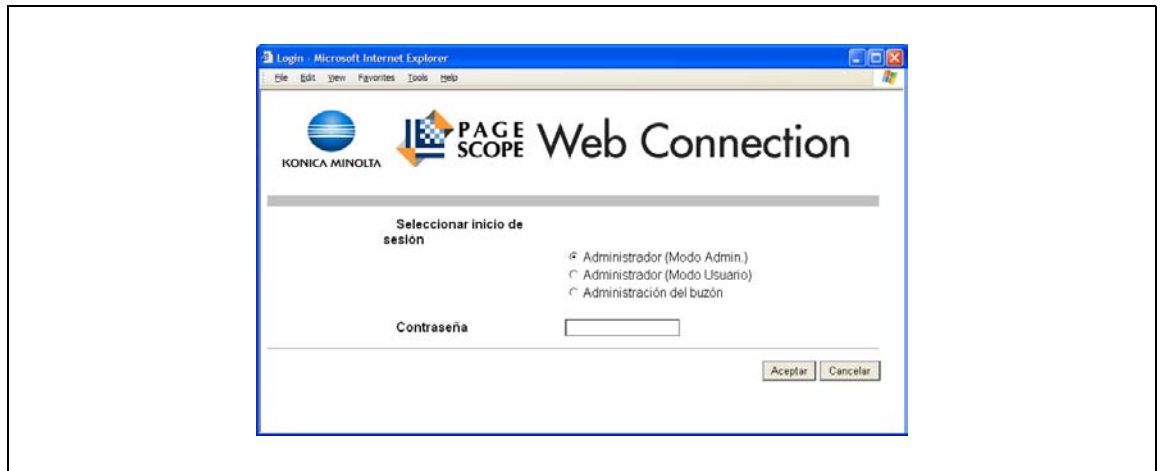 Login - Microsoft Internet Explorer
File Edit View Favorites Tools Help
KONICA MINOLTA
PAGE SCOPE Web Connection
Seleccionar inicio de
sesión
Administrador (Modo Admin.)
Administrador (Modo Usuario)
Administración del buzón
Contraseña
Aceptar Cancelar